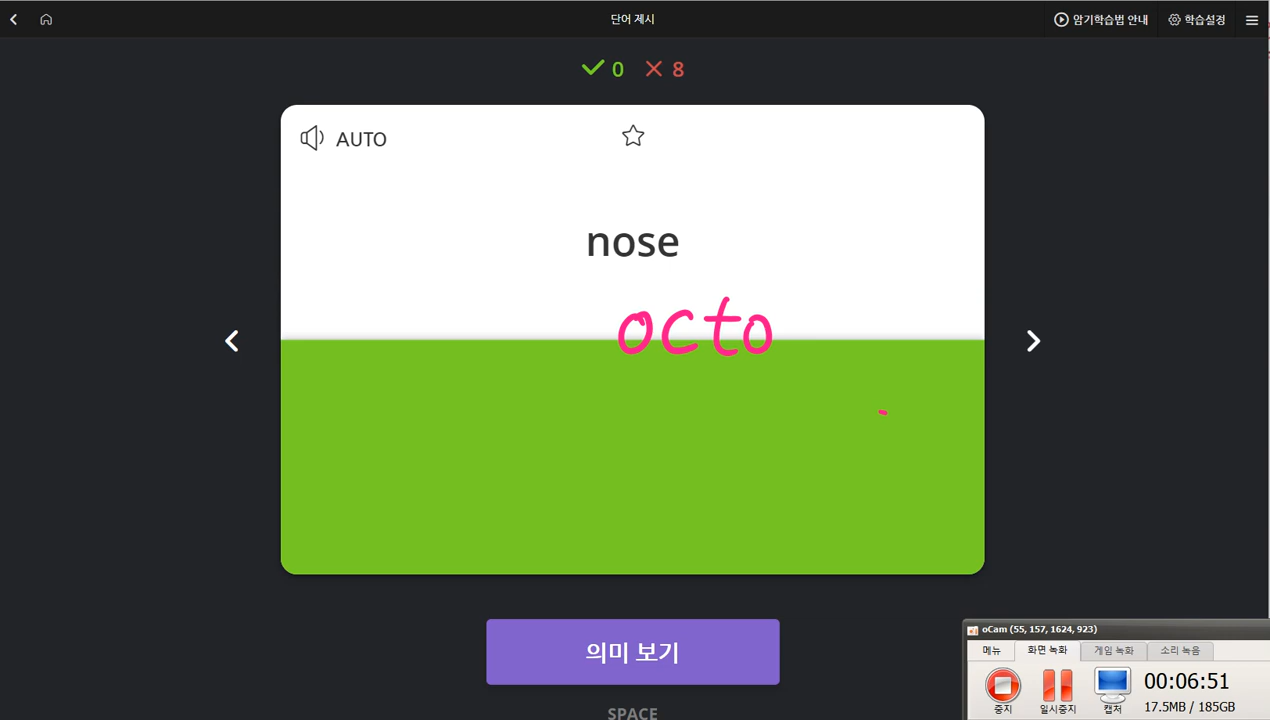 단어 제시
암기학습법 안내
학습설정
0 8
AUTO
nose
octo
의미 보기
SPACE
oCam (55, 157, 1624, 923)
메뉴 화면 녹화 게임 녹화 소리 녹음
00:06:51
중지 일시중지 캡처 17.5MB / 185GB